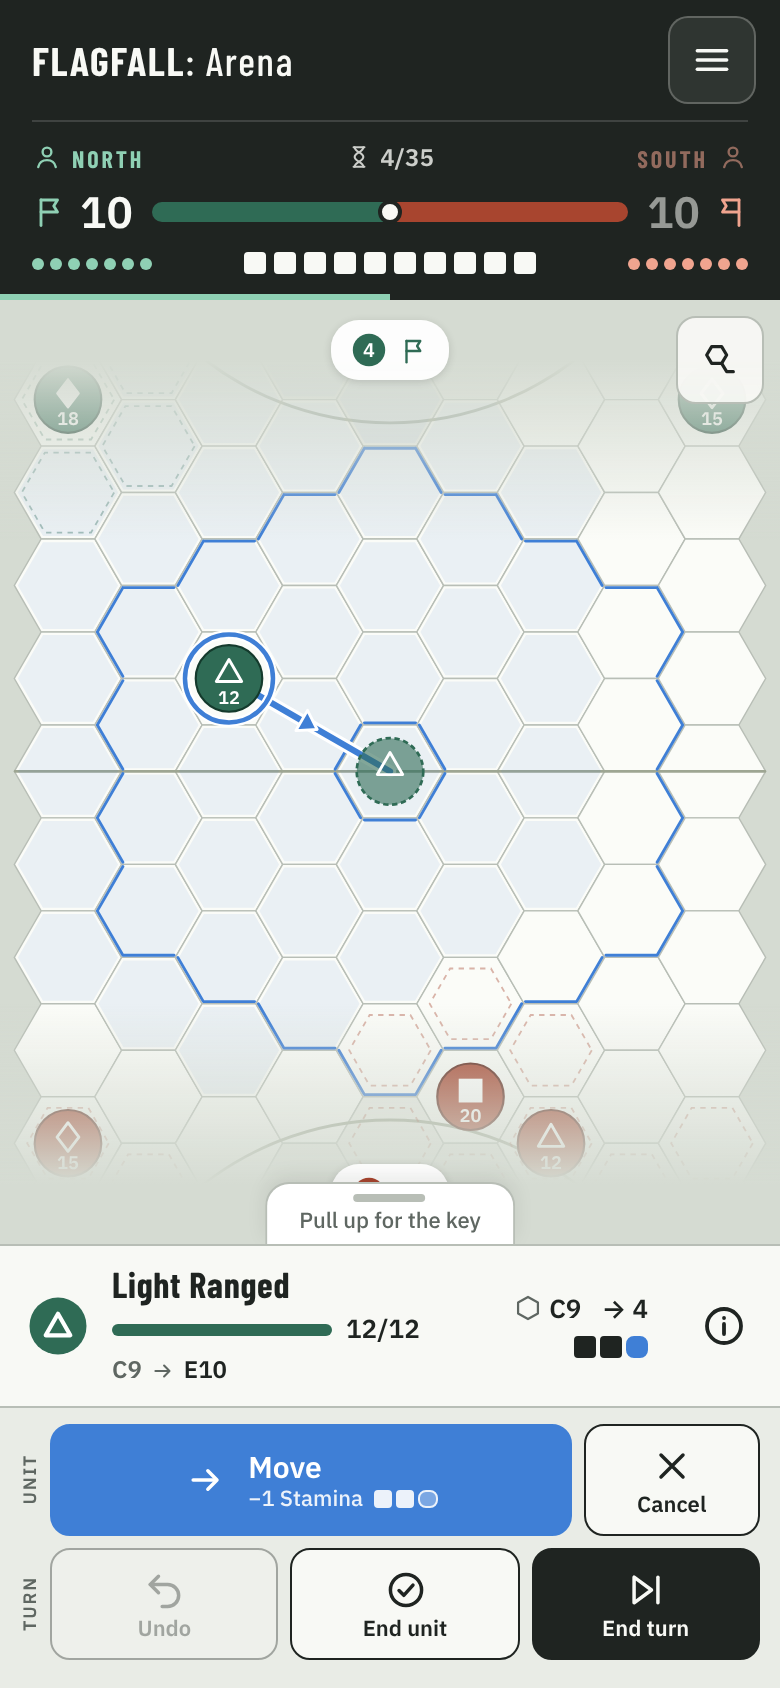 FLAGFALL: Arena
NORTH
4/35
SOUTH
10
10
4
18
15
12
20
15
12
Pull up for the key
Light Ranged
12/12
C9 → E10
C9 → 4
UNIT
Move
−1 Stamina
Cancel
TURN
Undo
End unit
End turn